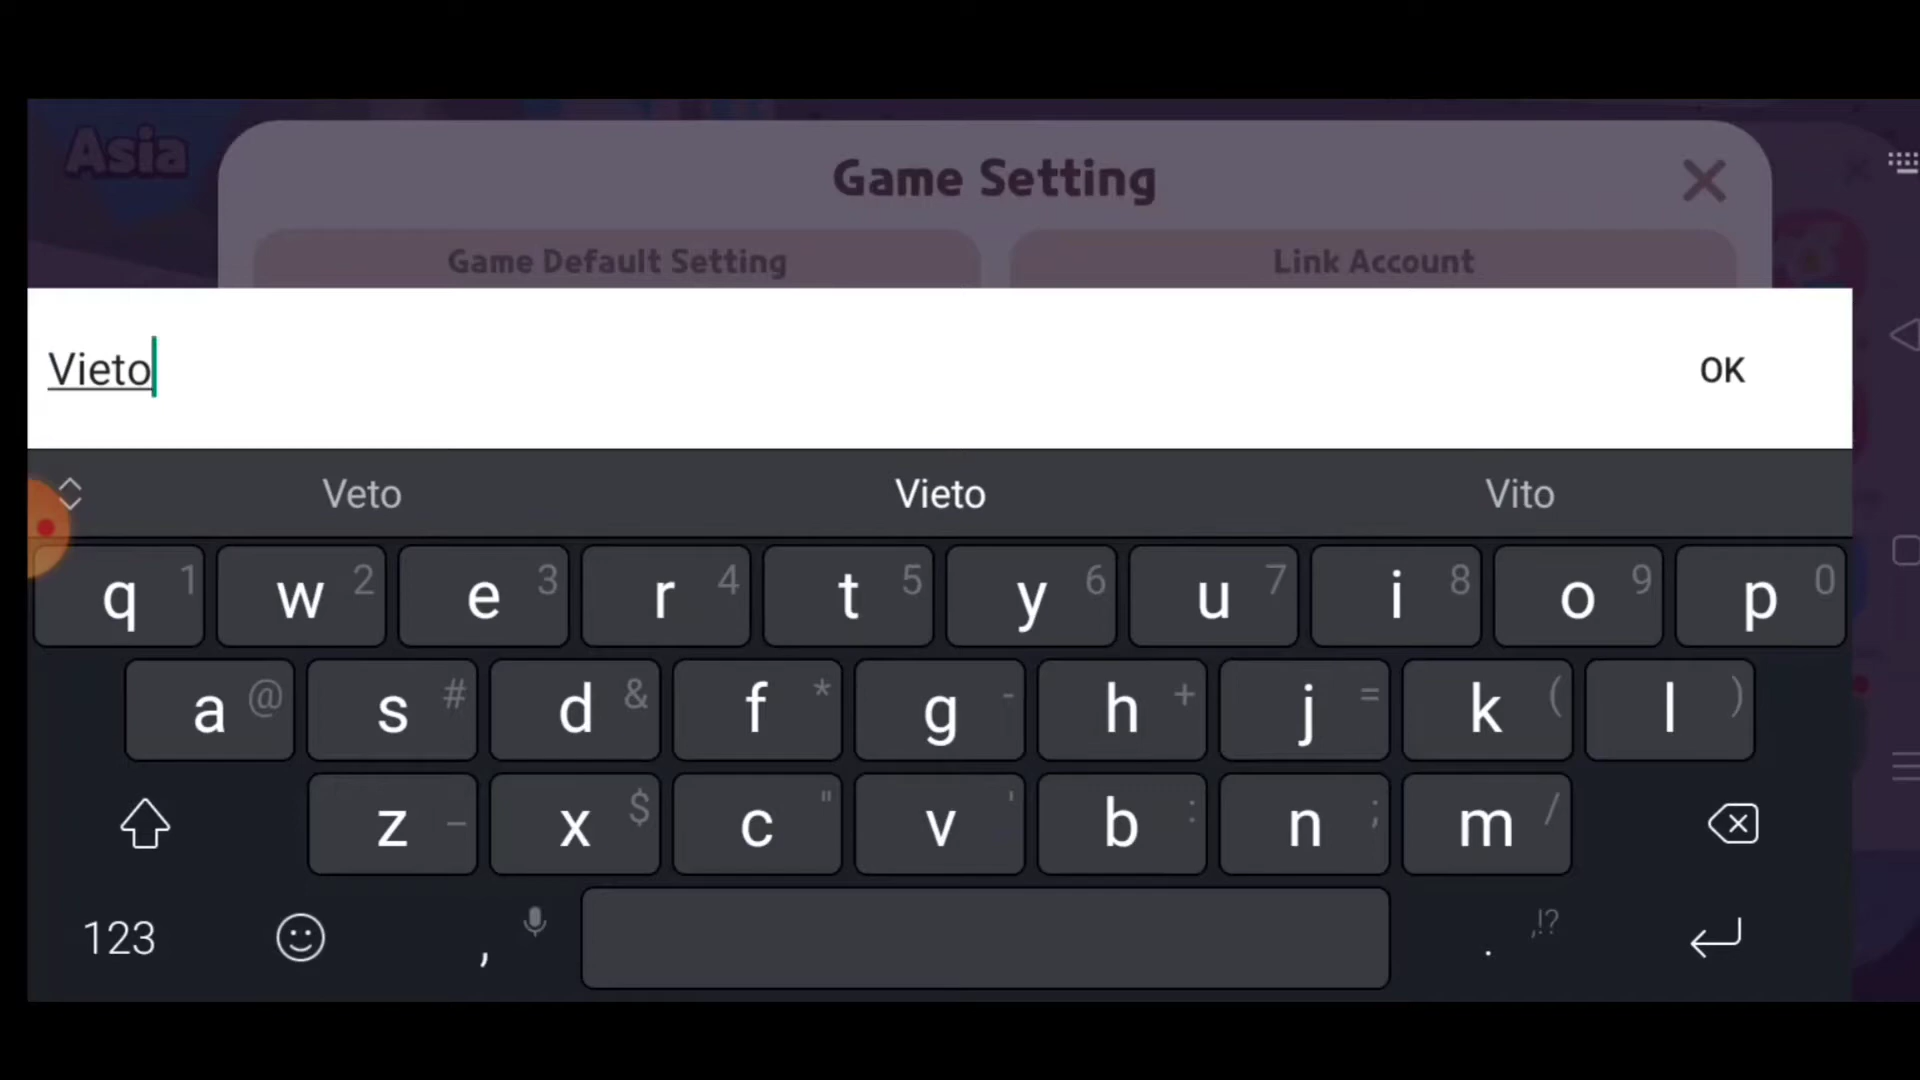 Asia
Game Setting
Game Default Setting Link Account
Vieto OK
Veto Vieto Vito
q 1 w 2 e 3 r 4 t 5 y 6 u 7 i 8 o 9 p 0
a @ s # d & f * g - h + j = k ( l )
z _ x $ c " v ' b : n ; m /
123 , . ,!?